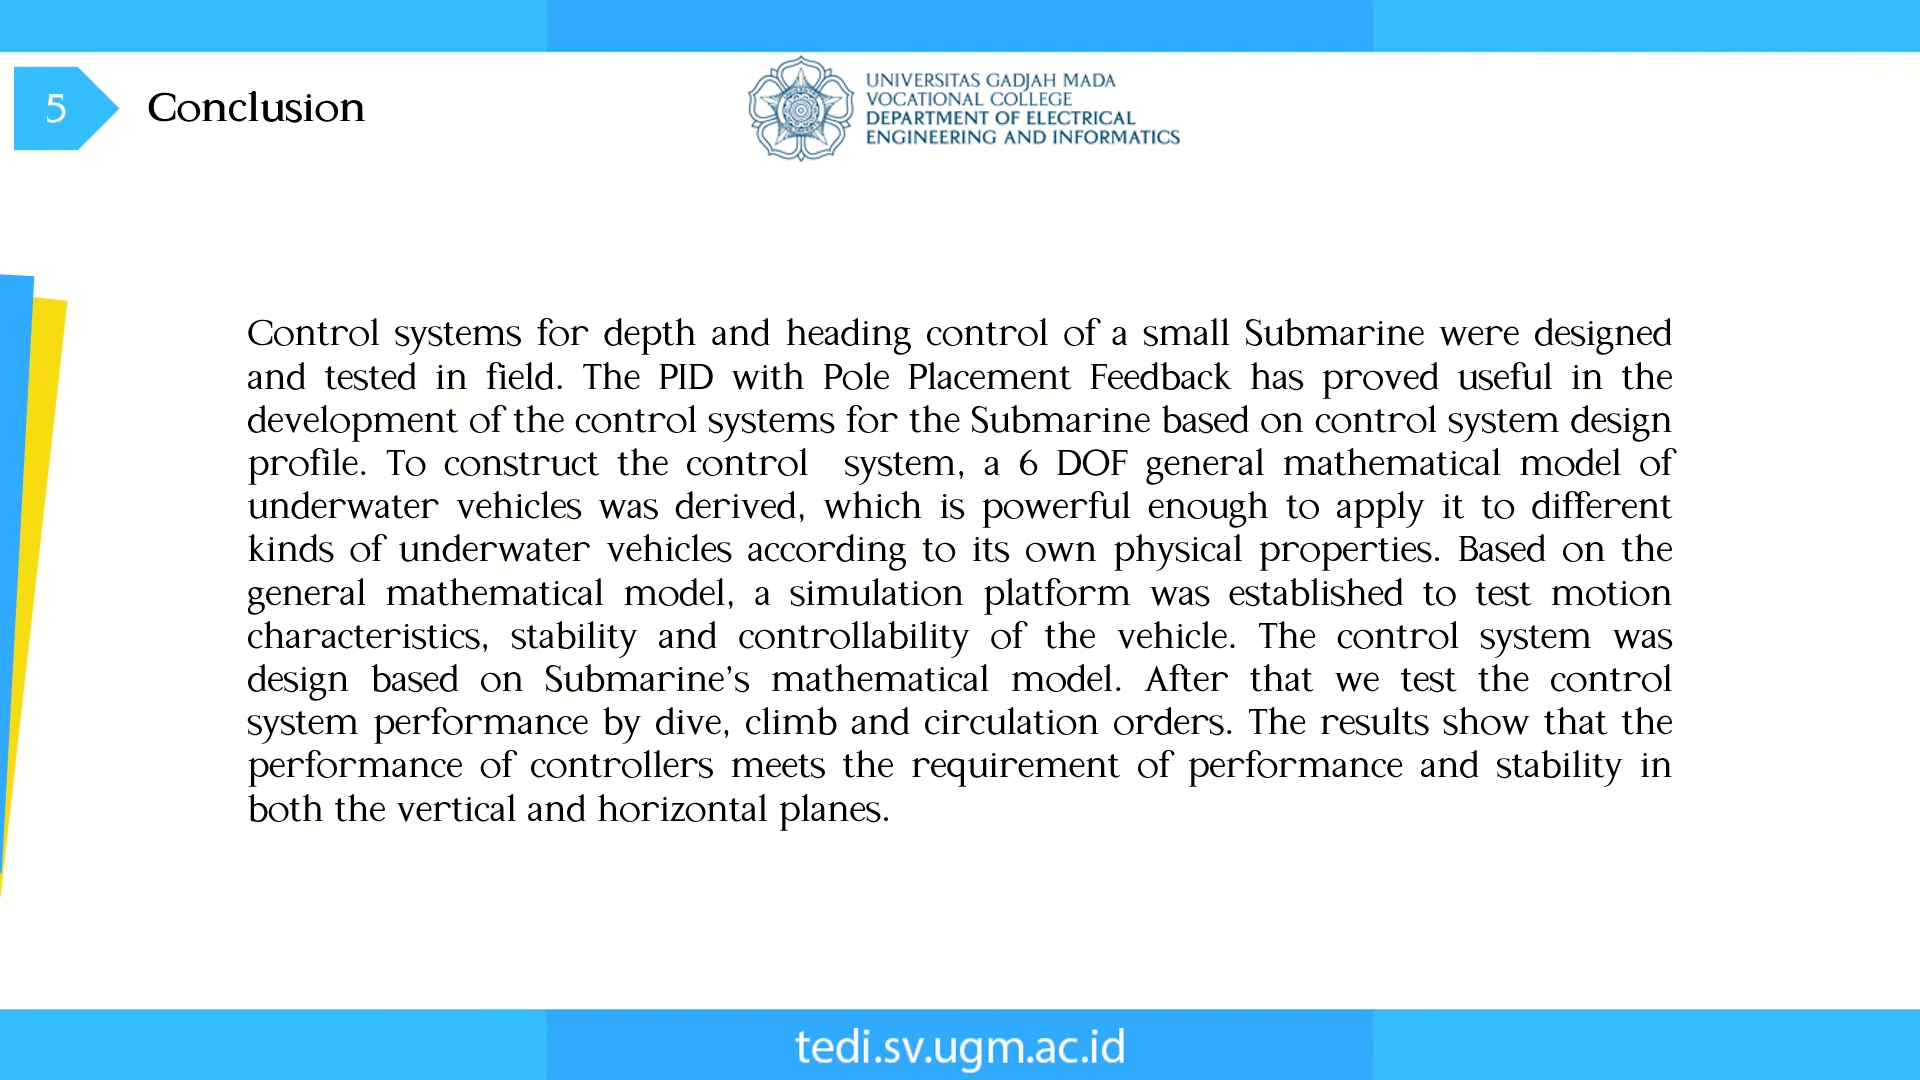 5
Conclusion
UNIVERSITAS GADJAH MADA
VOCATIONAL COLLEGE
DEPARTMENT OF ELECTRICAL
ENGINEERING AND INFORMATICS
Control systems for depth and heading control of a small Submarine were designed
and tested in field. The PID with Pole Placement Feedback has proved useful in the
development of the control systems for the Submarine based on control system design
profile. To construct the control  system, a 6 DOF general mathematical model of
underwater vehicles was derived, which is powerful enough to apply it to different
kinds of underwater vehicles according to its own physical properties. Based on the
general mathematical model, a simulation platform was established to test motion
characteristics, stability and controllability of the vehicle. The control system was
design based on Submarine's mathematical model. After that we test the control
system performance by dive, climb and circulation orders. The results show that the
performance of controllers meets the requirement of performance and stability in
both the vertical and horizontal planes.
tedi.sv.ugm.ac.id